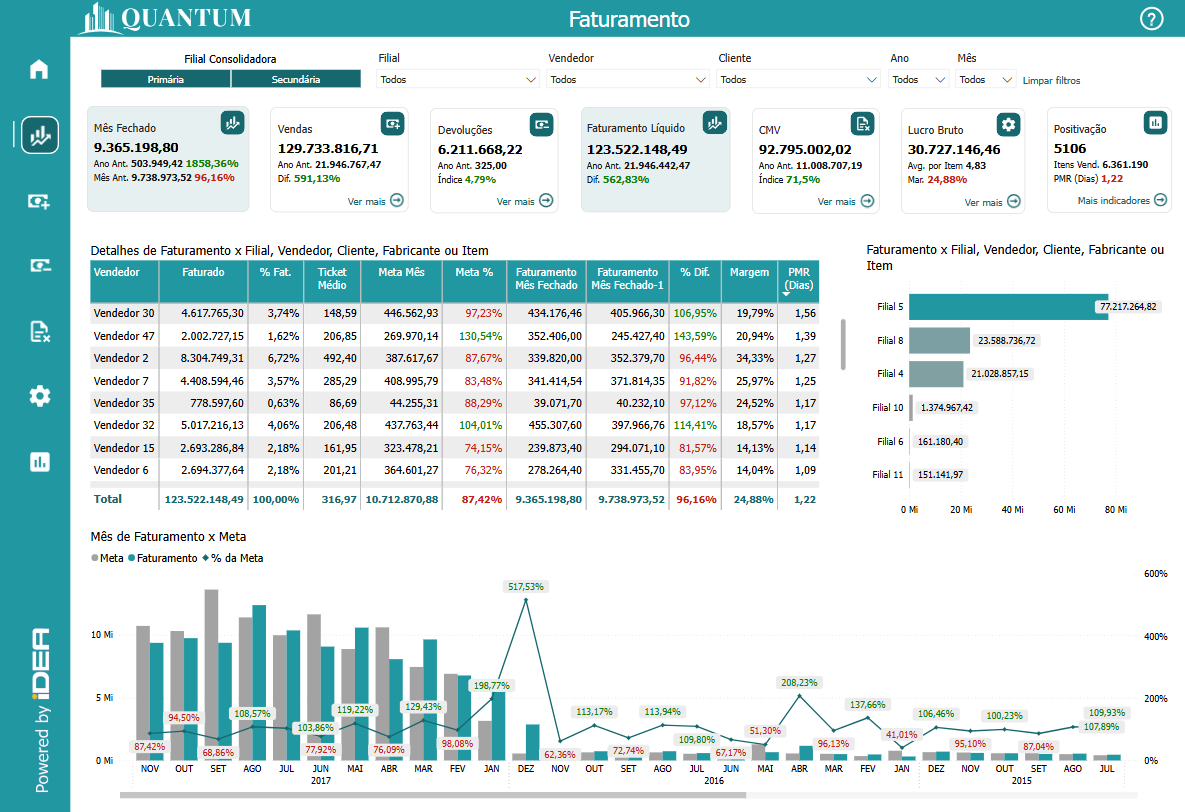 QUANTUM
Faturamento
?
Filial Consolidadora
Primária Secundária
Filial
Todos
Vendedor
Todos
Cliente
Todos
Ano
Todos
Mês
Todos
Limpar filtros
Mês Fechado
9.365.198,80
Ano Ant. 503.949,42 1858,36%
Mês Ant. 9.738.973,52 96,16%
Vendas
129.733.816,71
Ano Ant. 21.946.767,47
Dif. 591,13%
Ver mais
Devoluções
6.211.668,22
Ano Ant. 325,00
Índice 4,79%
Ver mais
Faturamento Líquido
123.522.148,49
Ano Ant. 21.946.442,47
Dif. 562,83%
CMV
92.795.002,02
Ano Ant. 11.008.707,19
Índice 71,5%
Ver mais
Lucro Bruto
30.727.146,46
Avg. por Item 4,83
Mar. 24,88%
Ver mais
Positivação
5106
Itens Vend. 6.361.190
PMR (Dias) 1,22
Mais indicadores
Detalhes de Faturamento x Filial, Vendedor, Cliente, Fabricante ou Item
Vendedor Faturado % Fat. Ticket Médio Meta Mês Meta % Faturamento Mês Fechado Faturamento Mês Fechado-1 % Dif. Margem PMR (Dias)
Vendedor 30 4.617.765,30 3,74% 148,59 446.562,93 97,23% 434.176,46 405.966,30 106,95% 19,79% 1,56
Vendedor 47 2.002.727,15 1,62% 206,85 269.970,14 130,54% 352.406,00 245.427,40 143,59% 20,94% 1,39
Vendedor 2 8.304.749,31 6,72% 492,40 387.617,67 87,67% 339.820,00 352.379,70 96,44% 34,33% 1,27
Vendedor 7 4.408.594,46 3,57% 285,29 408.995,79 83,48% 341.414,54 371.814,35 91,82% 25,97% 1,25
Vendedor 35 778.597,60 0,63% 86,69 44.255,31 88,29% 39.071,70 40.232,10 97,12% 24,52% 1,17
Vendedor 32 5.017.216,13 4,06% 206,48 437.763,44 104,01% 455.307,60 397.966,76 114,41% 18,57% 1,17
Vendedor 15 2.693.286,84 2,18% 161,95 323.478,21 74,15% 239.873,40 294.071,10 81,57% 14,13% 1,14
Vendedor 6 2.694.377,64 2,18% 201,21 364.601,27 76,32% 278.264,40 331.455,70 83,95% 14,04% 1,09
Total 123.522.148,49 100,00% 316,97 10.712.870,88 87,42% 9.365.198,80 9.738.973,52 96,16% 24,88% 1,22
Faturamento x Filial, Vendedor, Cliente, Fabricante ou
Item
Filial 5 77.217.264,82
Filial 8 23.588.736,72
Filial 4 21.028.857,15
Filial 10 1.374.967,42
Filial 6 161.180,40
Filial 11 151.141,97
0 Mi 20 Mi 40 Mi 60 Mi 80 Mi
Mês de Faturamento x Meta
Meta Faturamento % da Meta
600%
400%
200%
0%
10 Mi
5 Mi
0 Mi
87,42% 94,50% 68,86% 108,57% 103,86% 77,92% 119,22% 76,09% 129,43% 98,08% 198,77% 517,53% 62,36% 113,17% 72,74% 113,94% 109,80% 67,17% 51,30% 208,23% 96,13% 137,66% 41,01% 106,46% 95,10% 100,23% 87,04% 107,89% 109,93%
NOV OUT SET AGO JUL JUN MAI ABR MAR FEV JAN DEZ NOV OUT SET AGO JUL JUN MAI ABR MAR FEV JAN DEZ NOV OUT SET AGO JUL
2017 2016 2015
Powered by iDEA